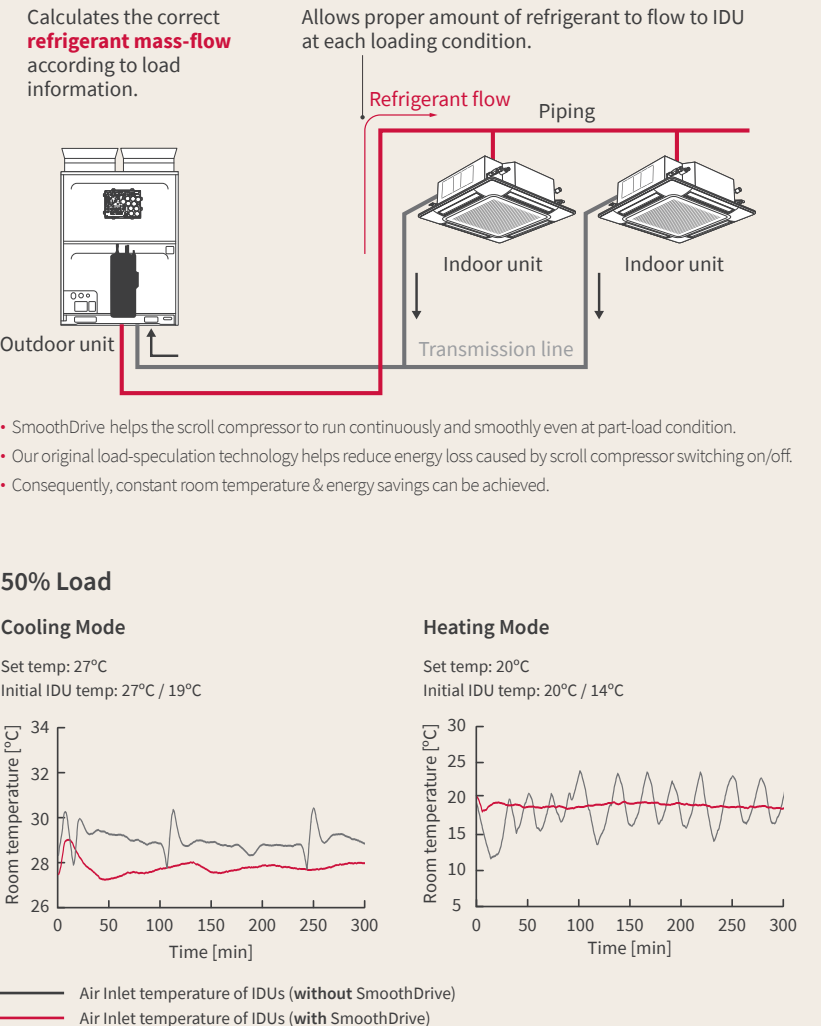 Calculates the correct
refrigerant mass-flow
according to load
information.
Allows proper amount of refrigerant to flow to IDU
at each loading condition.
Refrigerant flow
Piping
Indoor unit
Indoor unit
Outdoor unit
Transmission line
• SmoothDrive helps the scroll compressor to run continuously and smoothly even at part-load condition.
• Our original load-speculation technology helps reduce energy loss caused by scroll compressor switching on/off.
• Consequently, constant room temperature & energy savings can be achieved.
50% Load
Cooling Mode
Set temp: 27°C
Initial IDU temp: 27°C / 19°C
Room temperature [°C]
34
32
30
28
26
0 50 100 150 200 250 300
Time [min]
Heating Mode
Set temp: 20°C
Initial IDU temp: 20°C / 14°C
Room temperature [°C]
30
25
20
15
10
5
0 50 100 150 200 250 300
Time [min]
Air Inlet temperature of IDUs (without SmoothDrive)
Air Inlet temperature of IDUs (with SmoothDrive)